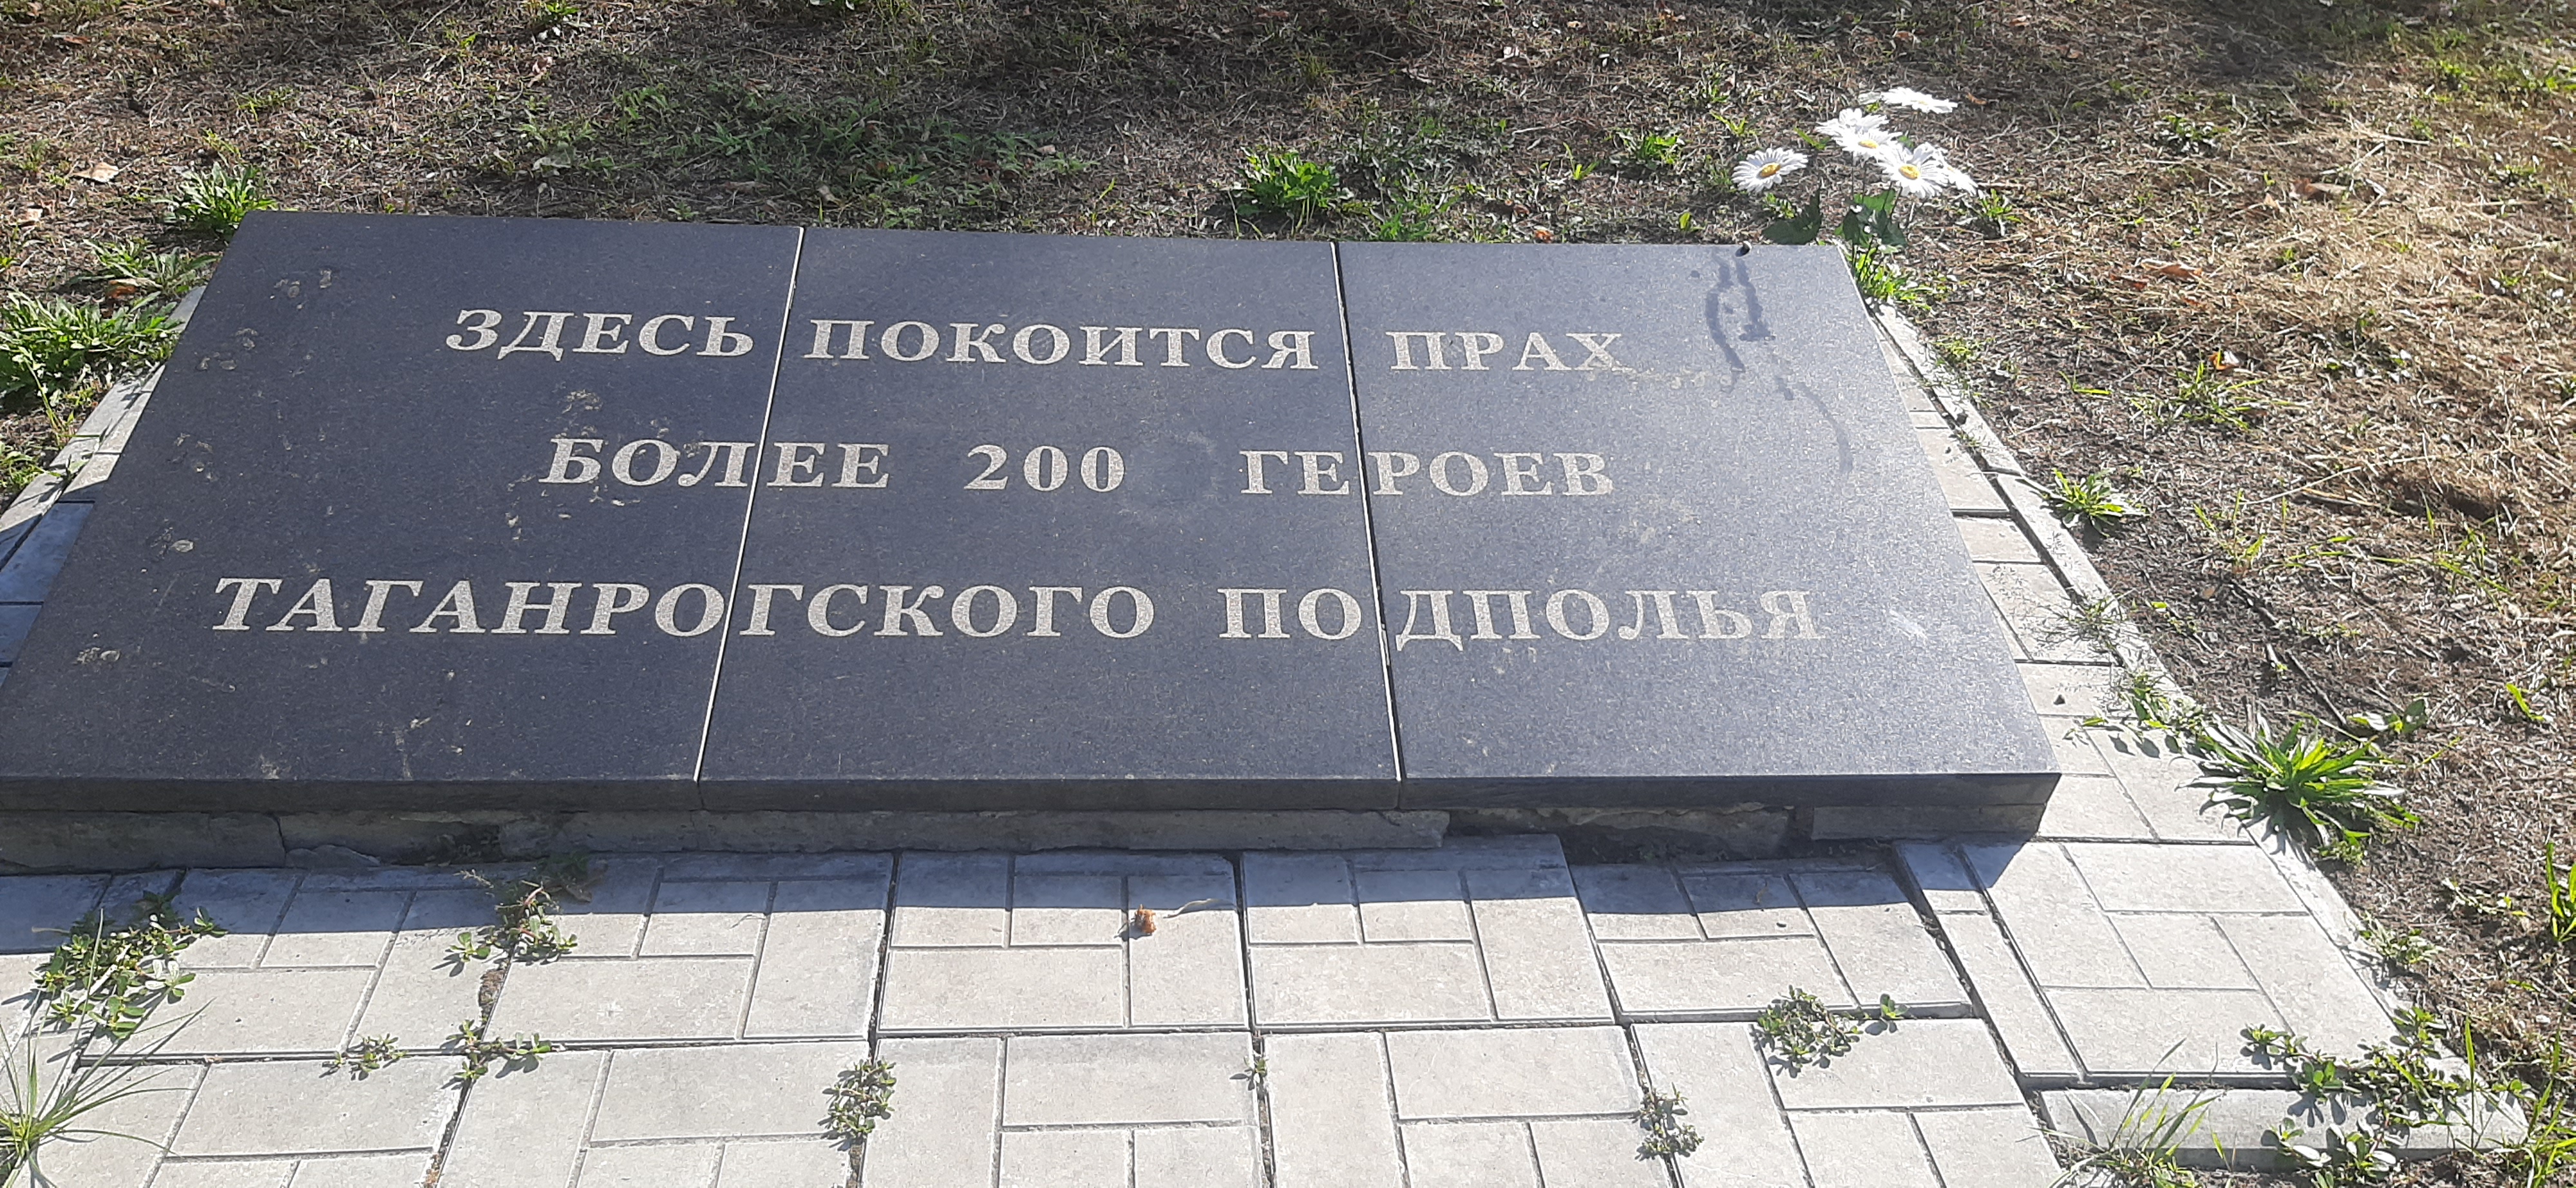 ЗДЕСЬ ПОКОИТСЯ ПРАХ
БОЛЕЕ 200 ГЕРОЕВ
ТАГАНРОГСКОГО ПОДПОЛЬЯ